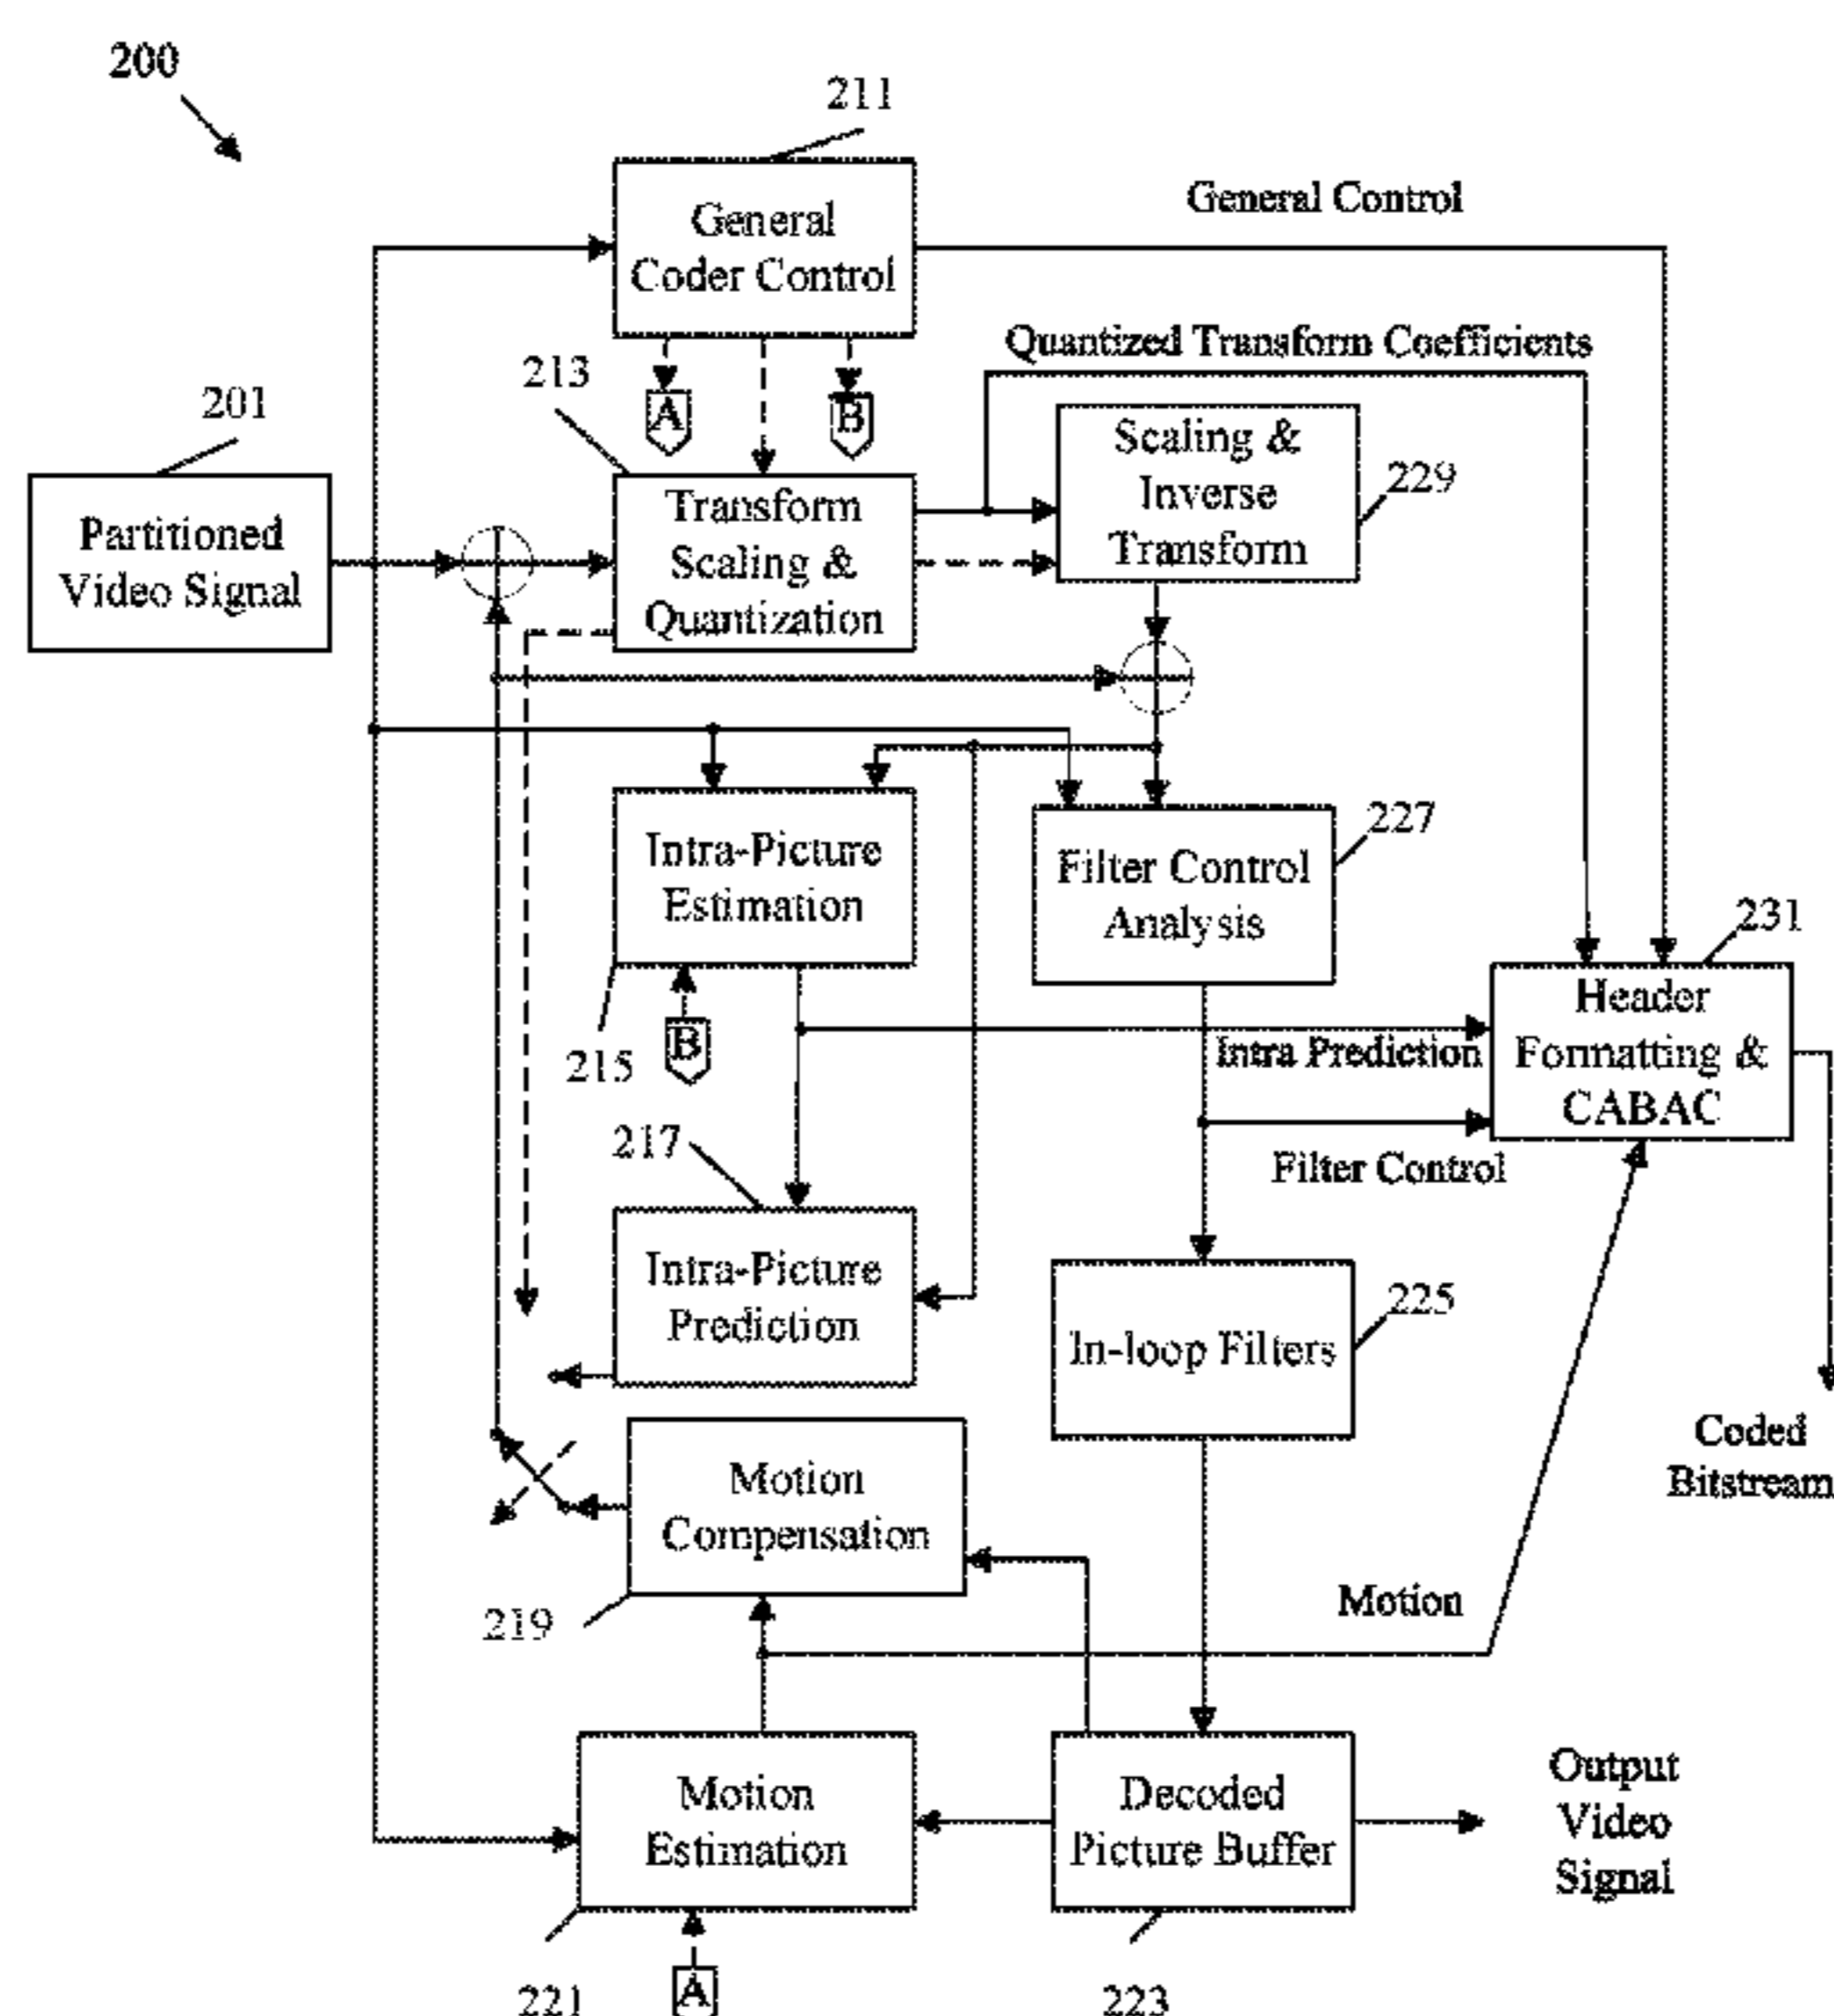 200
211
General
Coder Control
General Control
Quantized Transform Coefficients
213
A
B
201
Partitioned
Video Signal
Transform
Scaling &
Quantization
Scaling &
Inverse
Transform
229
Intra-Picture
Estimation
227
Filter Control
Analysis
231
Header
Formatting &
CABAC
215
B
Intra Prediction
217
Filter Control
Intra-Picture
Prediction
225
In-loop Filters
Coded
Bitstream
Motion
Compensation
219
Motion
Motion
Estimation
Decoded
Picture Buffer
Output
Video
Signal
221
A
223